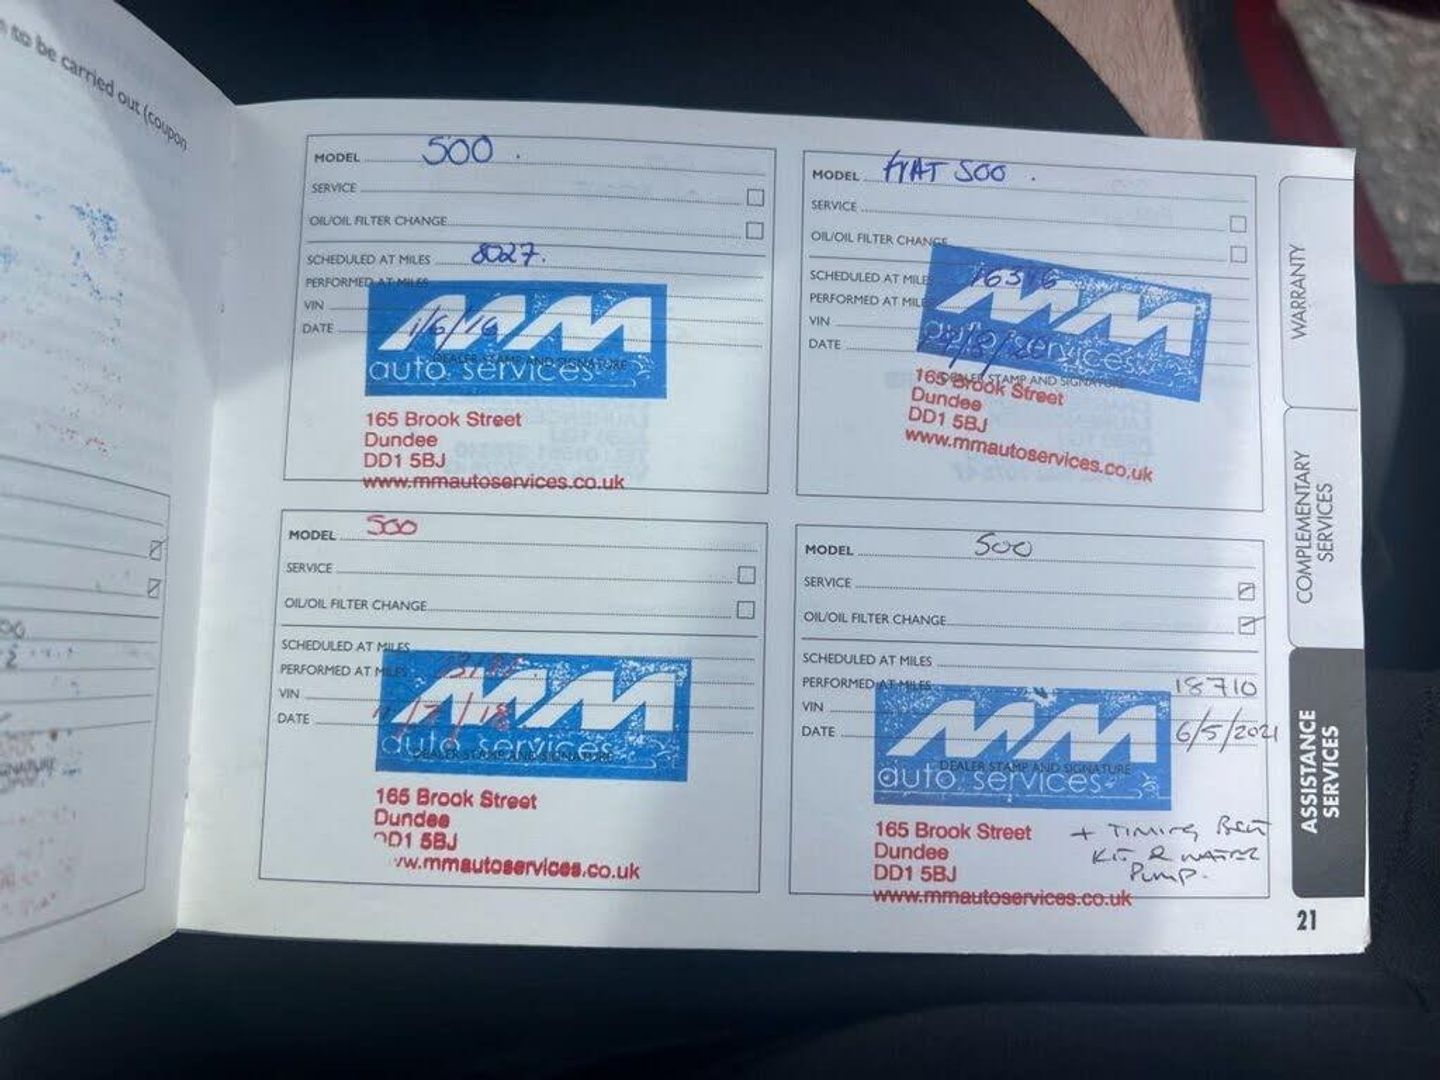 to be carried out (coupon
MODEL 500 .
SERVICE
OIL/OIL FILTER CHANGE
SCHEDULED AT MILES 8027.
PERFORMED AT MILES
VIN
DATE 1/6/16
MM
DEALER STAMP AND SIGNATURE
auto services
165 Brook Street
Dundee
DD1 5BJ
www.mmautoservices.co.uk
MODEL FIAT 500 .
SERVICE
OIL/OIL FILTER CHANGE
SCHEDULED AT MILE 16346
PERFORMED AT MILE
VIN
DATE
MM
auto services
DEALER STAMP AND SIGNATURE
165 Brook Street
Dundee
DD1 5BJ
www.mmautoservices.co.uk
MODEL 500
SERVICE
OIL/OIL FILTER CHANGE
SCHEDULED AT MILES
PERFORMED AT MILES
VIN
DATE /7/18
MM
auto services
DEALER STAMP AND SIGNATURE
165 Brook Street
Dundee
DD1 5BJ
ww.mmautoservices.co.uk
MODEL 500
SERVICE
OIL/OIL FILTER CHANGE
SCHEDULED AT MILES
PERFORMED AT MILES 18710
VIN
DATE 6/5/2021
MM
DEALER STAMP AND SIGNATURE
auto services
165 Brook Street
Dundee
DD1 5BJ
www.mmautoservices.co.uk
+ TIMING BELT
KIT & WATER
PUMP.
WARRANTY
COMPLEMENTARY
SERVICES
ASSISTANCE
SERVICES
21